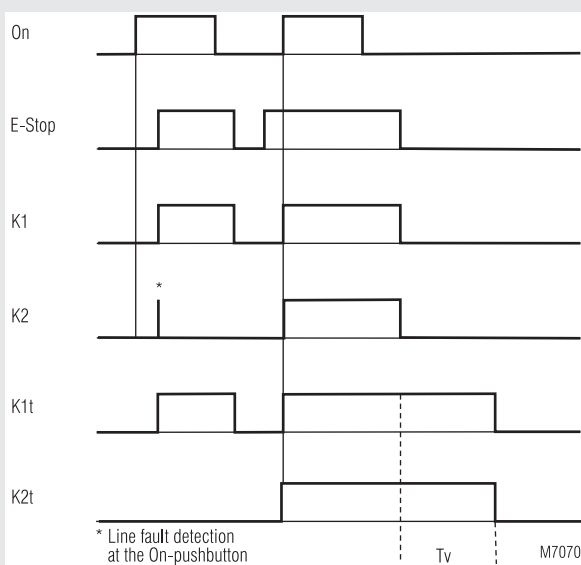 On
E-Stop
K1
*
K2
K1t
K2t
* Line fault detection
at the On-pushbutton
Tv
M7070